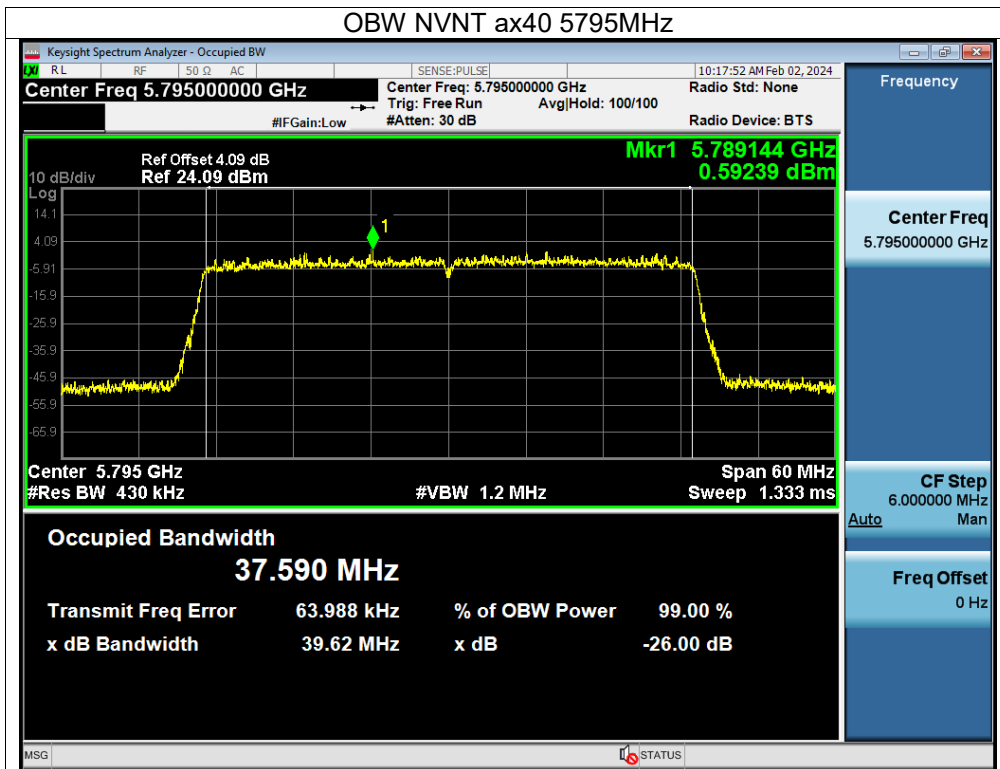 OBW NVNT ax40 5795MHz
Keysight Spectrum Analyzer - Occupied BW
LXI RL RF 50 Ω AC SENSE:PULSE 10:17:52 AM Feb 02, 2024
Center Freq 5.795000000 GHz
Center Freq: 5.795000000 GHz Radio Std: None
Trig: Free Run Avg|Hold: 100/100
#IFGain:Low #Atten: 30 dB Radio Device: BTS
Mkr1 5.789144 GHz
0.59239 dBm
Ref Offset 4.09 dB
10 dB/div Ref 24.09 dBm
Log
14.1
1
4.09
-5.91
-15.9
-25.9
-35.9
-45.9
-55.9
-65.9
Center 5.795 GHz Span 60 MHz
#Res BW 430 kHz #VBW 1.2 MHz Sweep 1.333 ms
Occupied Bandwidth
37.590 MHz
Transmit Freq Error 63.988 kHz % of OBW Power 99.00 %
x dB Bandwidth 39.62 MHz x dB -26.00 dB
Frequency
Center Freq
5.795000000 GHz
CF Step
6.000000 MHz
Auto Man
Freq Offset
0 Hz
MSG STATUS